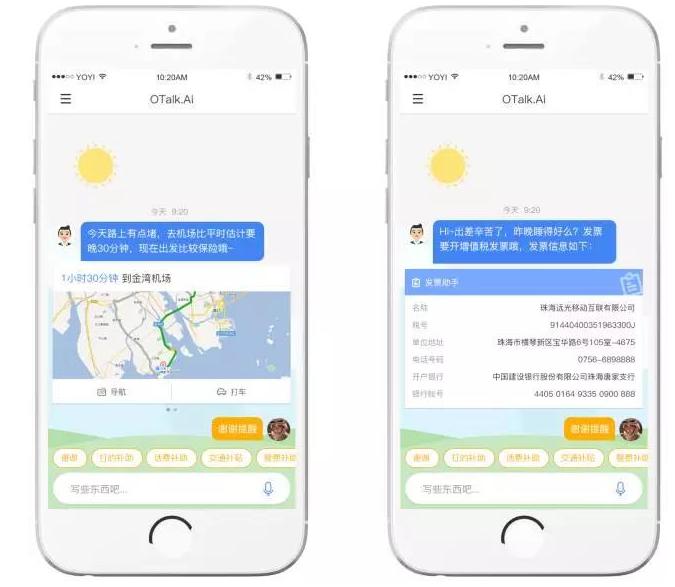 YOYI
10:20AM
42%
OTalk.Ai
今天 9:20
今天路上有点堵，去机场比平时估计要
晚30分钟，现在出发比较保险哦~
1小时30分钟 到金湾机场
导航
打车
谢谢提醒
谢谢
打的补助
话费补助
交通补贴
餐费补助
写些东西吧...
YOYI
10:20AM
42%
OTalk.Ai
今天 9:20
Hi~出差辛苦了，昨晚睡得好么？发票
要开增值税发票哦，发票信息如下：
发票助手
名称 珠海远光移动互联有限公司
税号 91440400351963300J
单位地址 珠海市横琴新区宝华路6号105室-4675
电话号码 0756-6898888
开户银行 中国建设银行股份有限公司珠海唐家支行
银行账号 4405 0164 9335 0900 888
谢谢提醒
谢谢
打的补助
话费补助
交通补贴
餐费补助
写些东西吧...